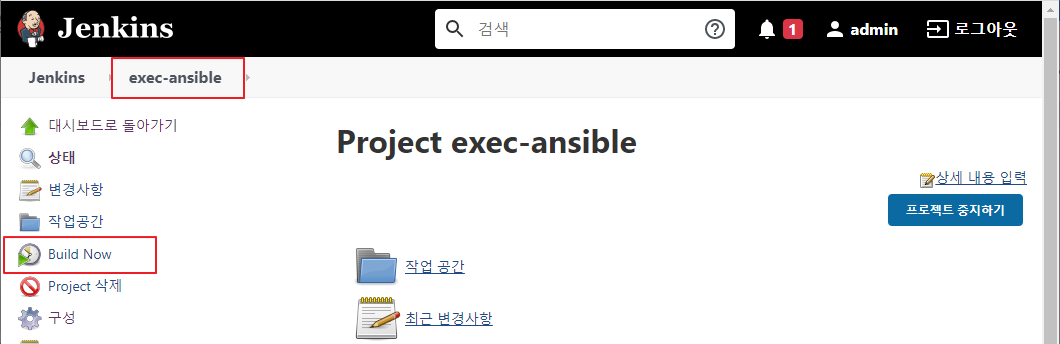 Jenkins
검색
1
admin
로그아웃
Jenkins
exec-ansible
대시보드로 돌아가기
상태
변경사항
작업공간
Build Now
Project 삭제
구성
Project exec-ansible
상세 내용 입력
프로젝트 중지하기
작업 공간
최근 변경사항